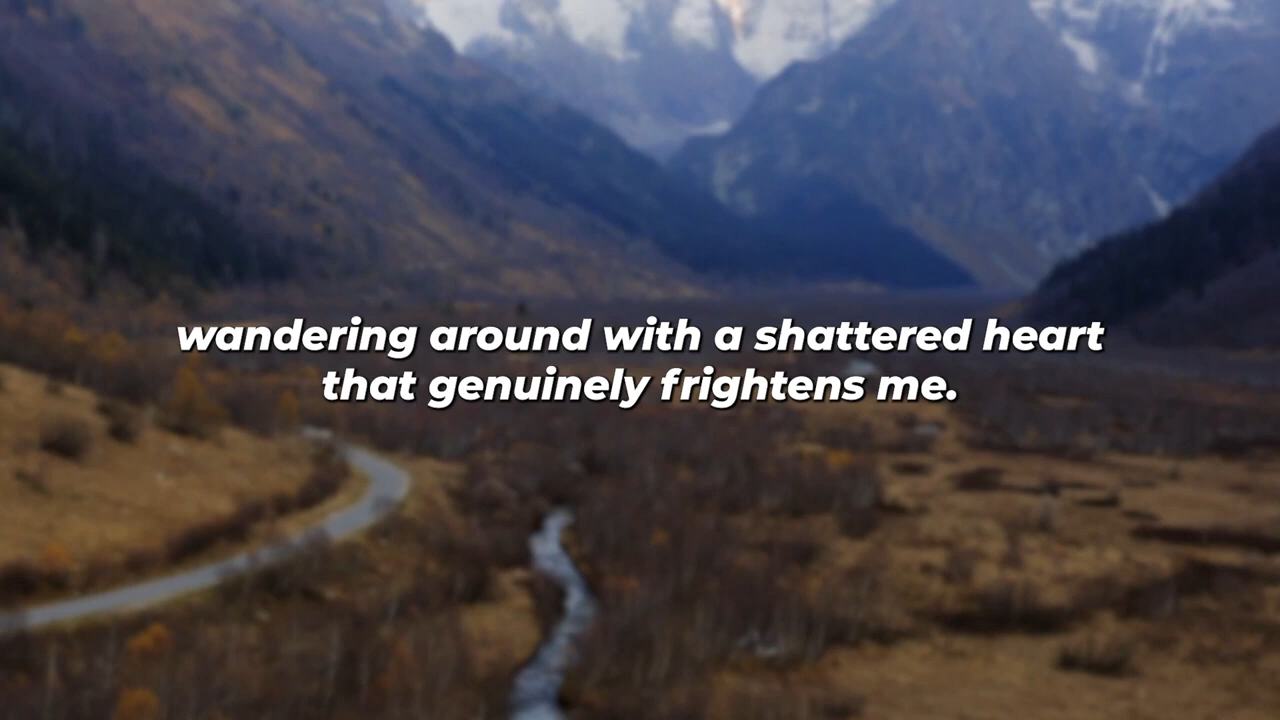 wandering around with a shattered heart
that genuinely frightens me.